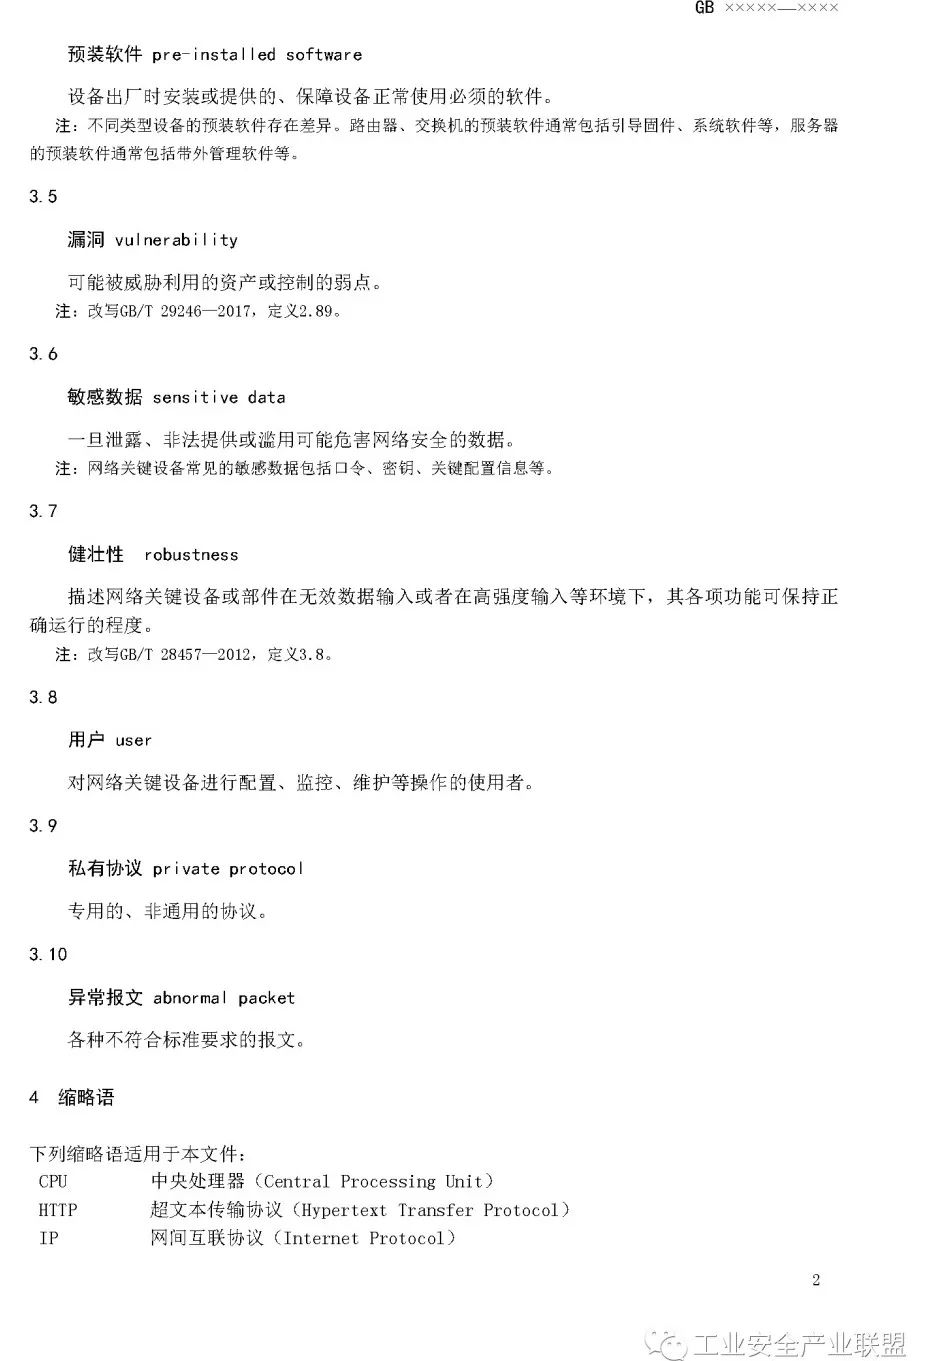 GB ×××××—××××
预装软件 pre-installed software
设备出厂时安装或提供的、保障设备正常使用必须的软件。
注：不同类型设备的预装软件存在差异。路由器、交换机的预装软件通常包括引导固件、系统软件等，服务器
的预装软件通常包括带外管理软件等。
3.5
漏洞 vulnerability
可能被威胁利用的资产或控制的弱点。
注：改写GB/T 29246—2017，定义2.89。
3.6
敏感数据 sensitive data
一旦泄露、非法提供或滥用可能危害网络安全的数据。
注：网络关键设备常见的敏感数据包括口令、密钥、关键配置信息等。
3.7
健壮性 robustness
描述网络关键设备或部件在无效数据输入或者在高强度输入等环境下，其各项功能可保持正
确运行的程度。
注：改写GB/T 28457—2012，定义3.8。
3.8
用户 user
对网络关键设备进行配置、监控、维护等操作的使用者。
3.9
私有协议 private protocol
专用的、非通用的协议。
3.10
异常报文 abnormal packet
各种不符合标准要求的报文。
4 缩略语
下列缩略语适用于本文件：
CPU 中央处理器（Central Processing Unit）
HTTP 超文本传输协议（Hypertext Transfer Protocol）
IP 网间互联协议（Internet Protocol）
2
工业安全产业联盟